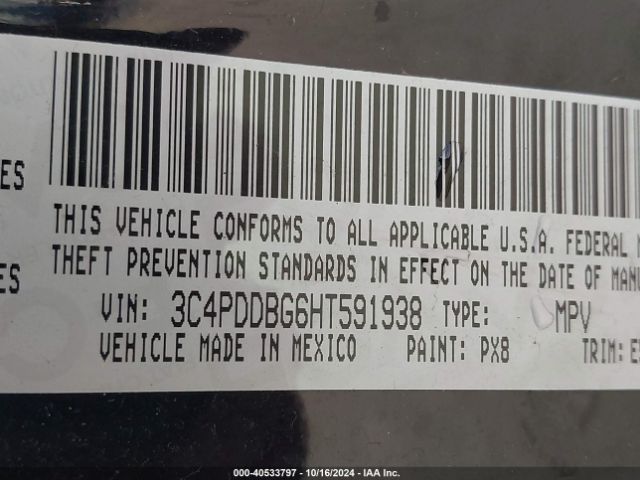 ES
THIS VEHICLE CONFORMS TO ALL APPLICABLE U.S.A. FEDERAL
THEFT PREVENTION STANDARDS IN EFFECT ON THE DATE OF MANU
ES
VIN: 3C4PDDBG6HT591938 TYPE: MPV
VEHICLE MADE IN MEXICO PAINT: PX8 TRIM:
000-40533797 - 10/16/2024 - IAA Inc.